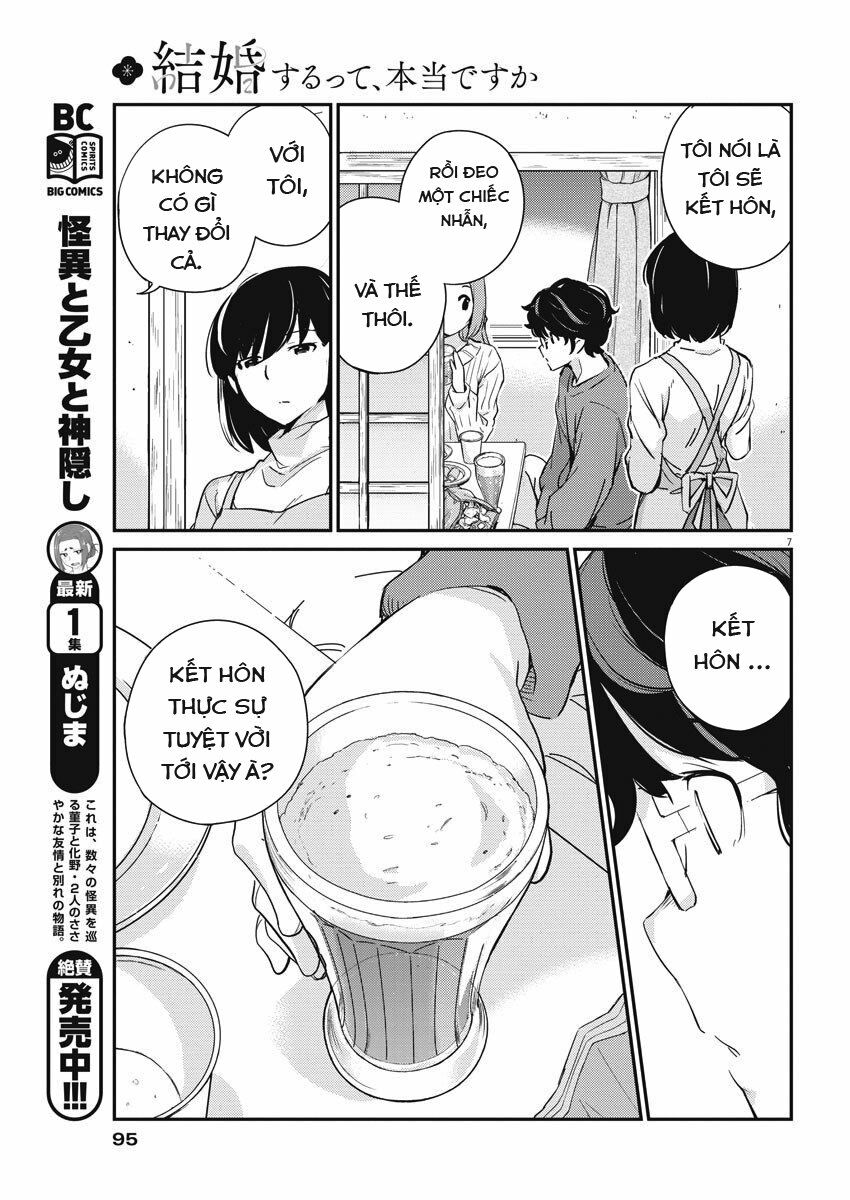 結婚するって、本当ですか
BC
SPIRITS
COMICS
BIG COMICS
怪異と乙女と神隠し
最新
1
集
ぬじま
これは、数々の怪異を巡
る菫子と化野・2人のささ
やかな友情と別れの物語。
絶賛
発売中!!!
TÔI NÓI LÀ
TÔI SẼ
KẾT HÔN,
RỒI ĐEO
MỘT CHIẾC
NHẪN,
VÀ THẾ
THÔI.
VỚI
TÔI,
KHÔNG
CÓ GÌ
THAY ĐỔI
CẢ.
7
KẾT
HÔN ...
KẾT HÔN
THỰC SỰ
TUYỆT VỜI
TỚI VẬY À?
95